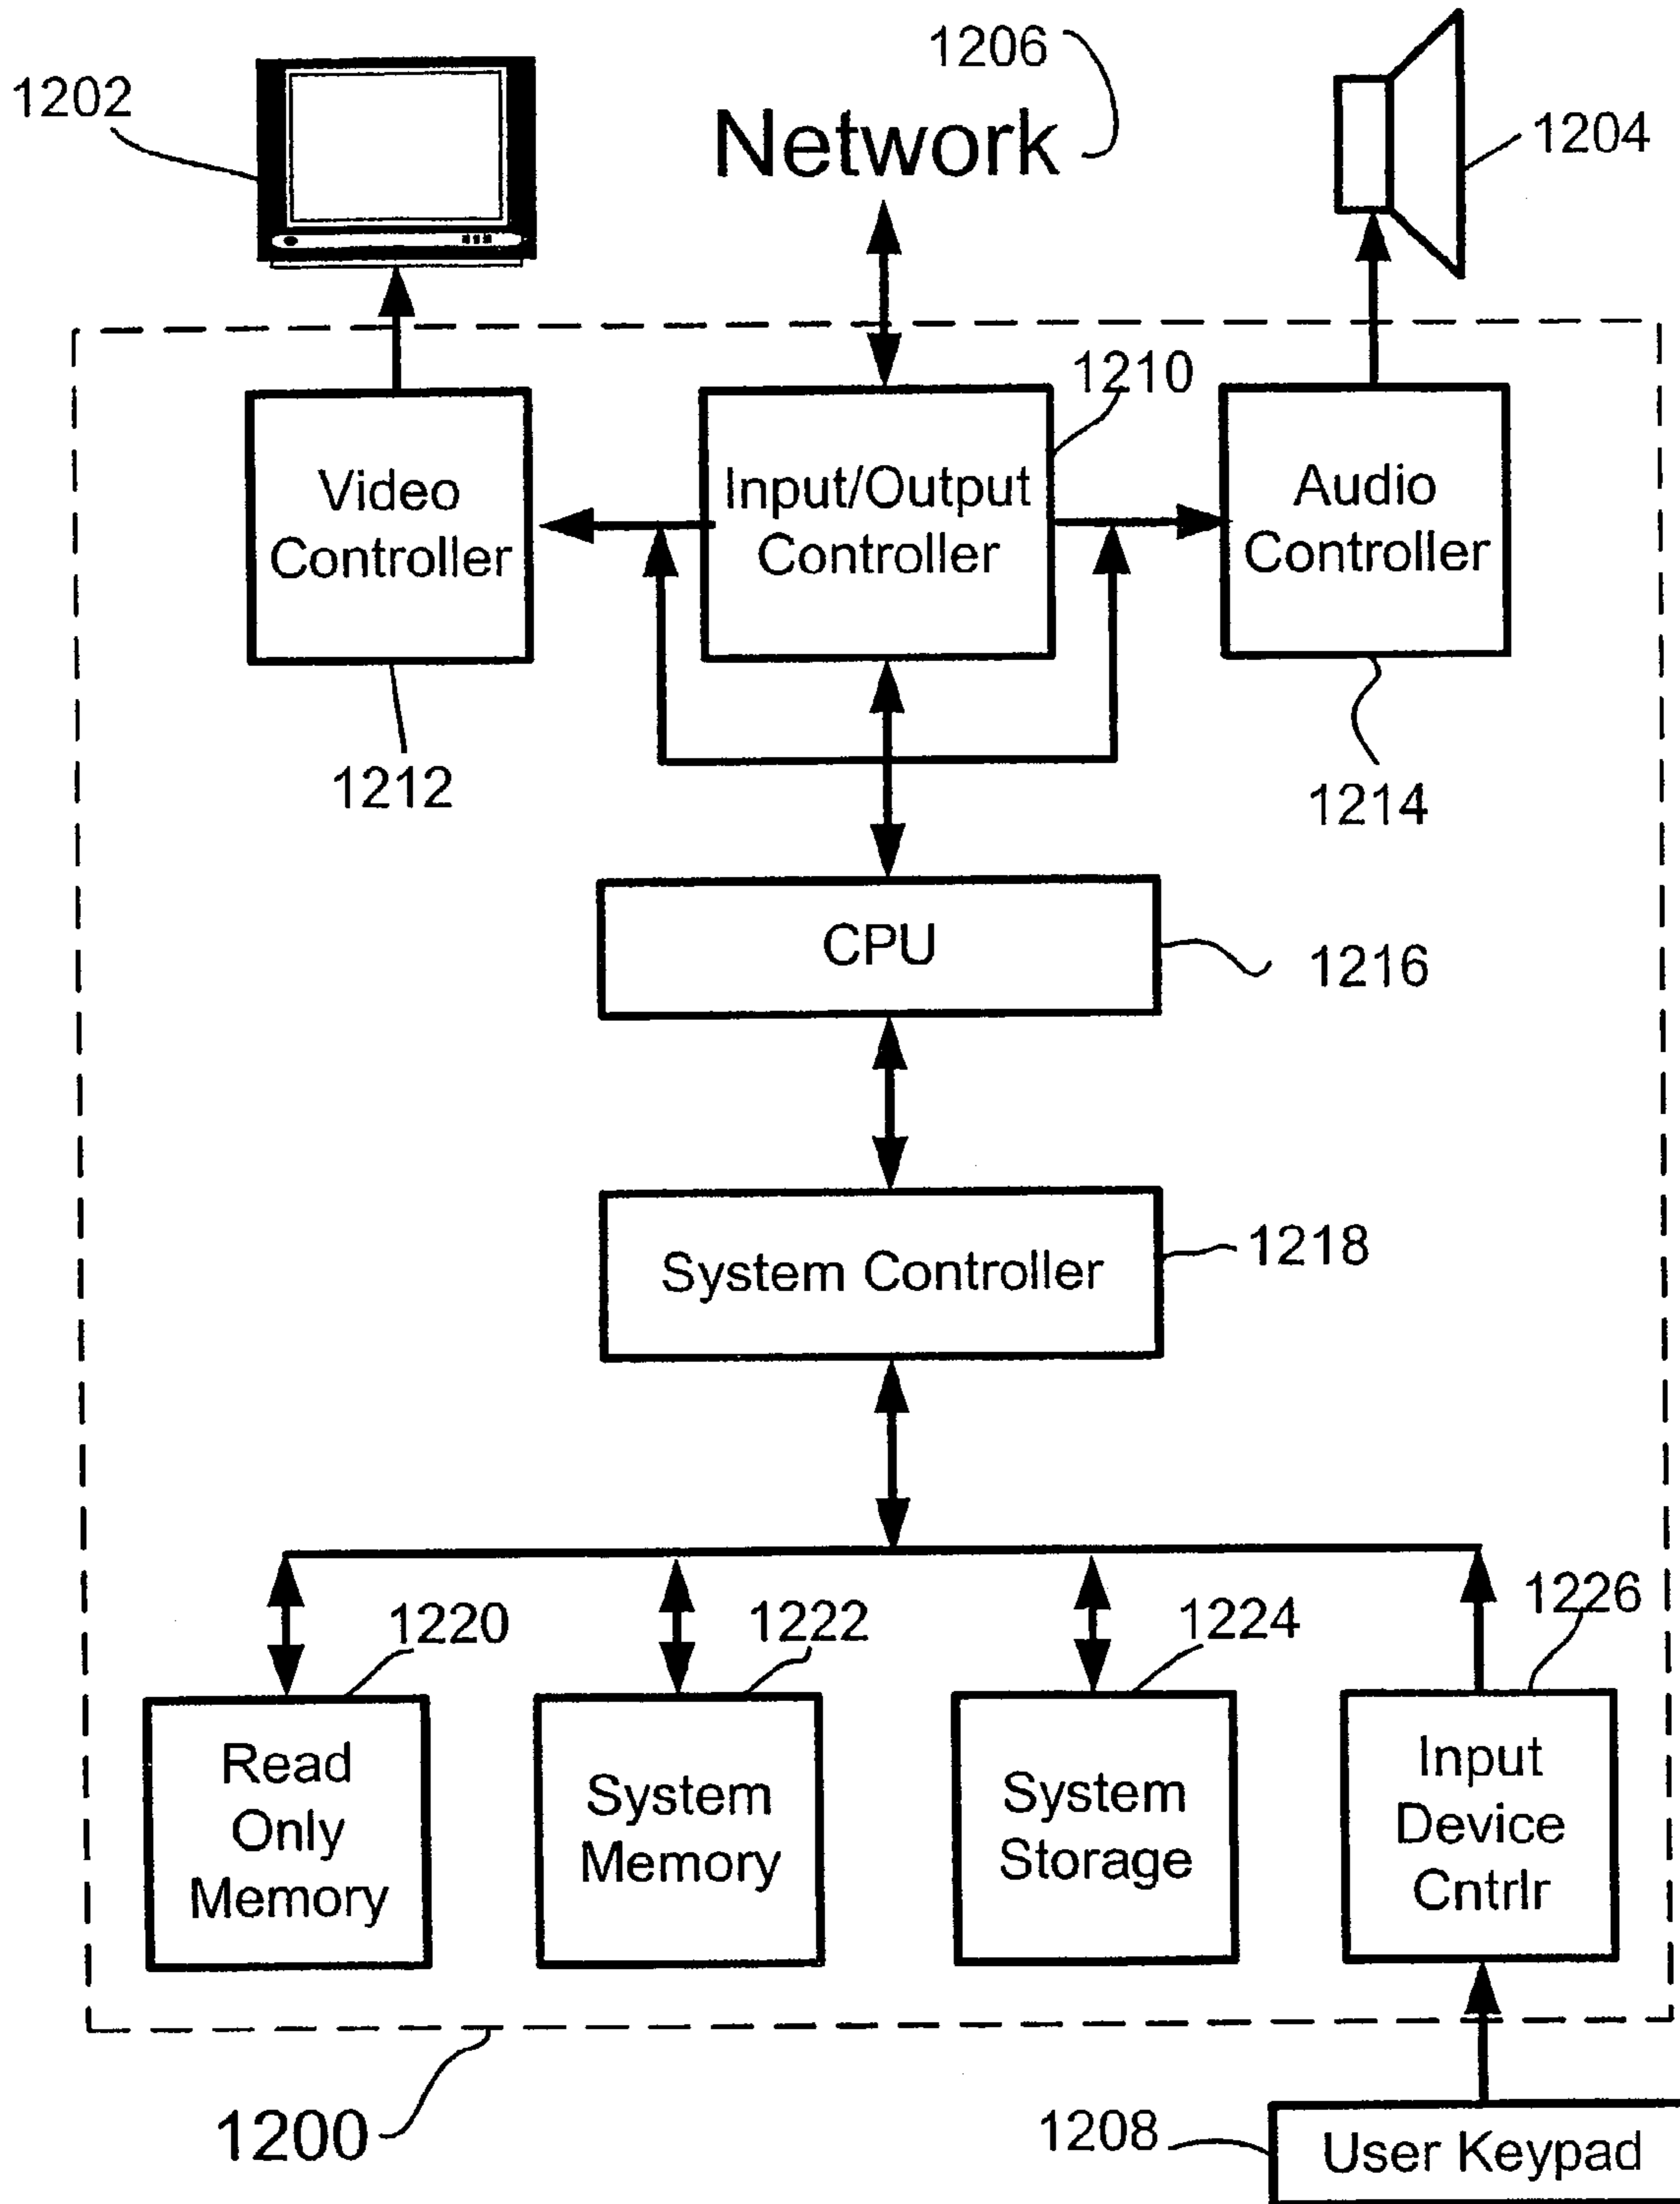 1206
1202
Network
1204
1210
Video
Controller
Input/Output
Controller
Audio
Controller
1212
1214
CPU
1216
System Controller
1218
1220
1222
1224
1226
Read
Only
Memory
System
Memory
System
Storage
Input
Device
Cntrlr
1200
1208
User Keypad